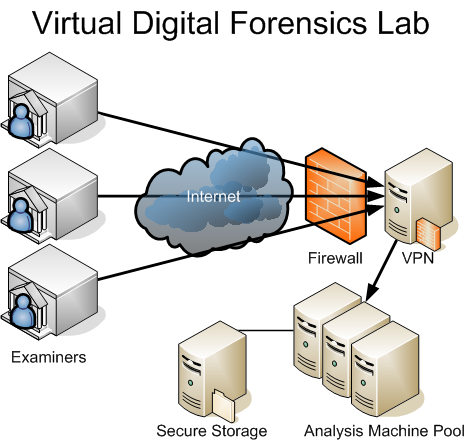 Virtual Digital Forensics Lab
Internet
Firewall
VPN
Examiners
Secure Storage
Analysis Machine Pool